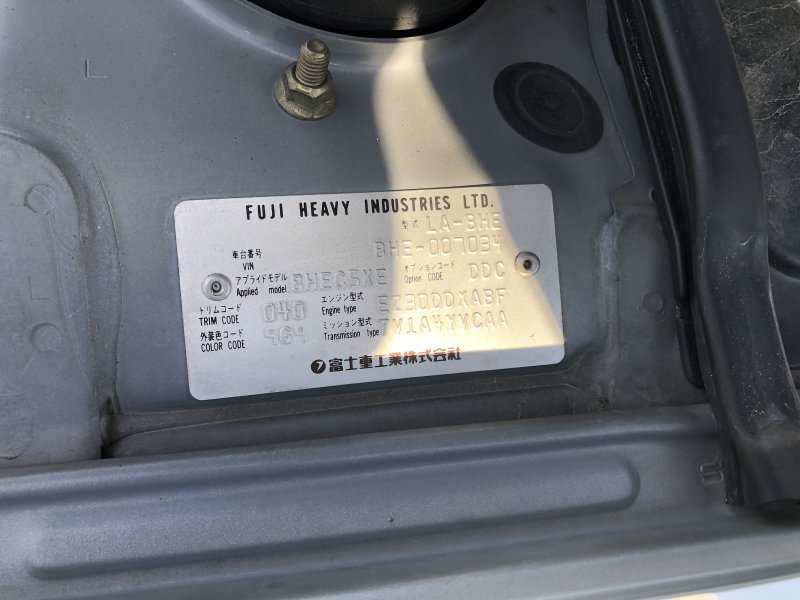 FUJI HEAVY INDUSTRIES LTD.
型式 LA-BHE
車台番号 VIN BHE-007034
アプライドモデル Applied model BHEC5XE オプションコード Option CODE DDC
トリムコード TRIM CODE 040 エンジン型式 Engine type EZ30DDXABF
外装色コード COLOR CODE 969 ミッション型式 Transmission type TV1A4YVCAA
富士重工業株式会社